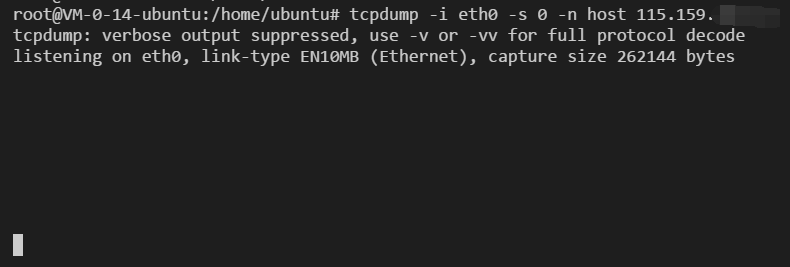 root@VM-0-14-ubuntu:/home/ubuntu# tcpdump -i eth0 -s 0 -n host 115.159.
tcpdump: verbose output suppressed, use -v or -vv for full protocol decode
listening on eth0, link-type EN10MB (Ethernet), capture size 262144 bytes